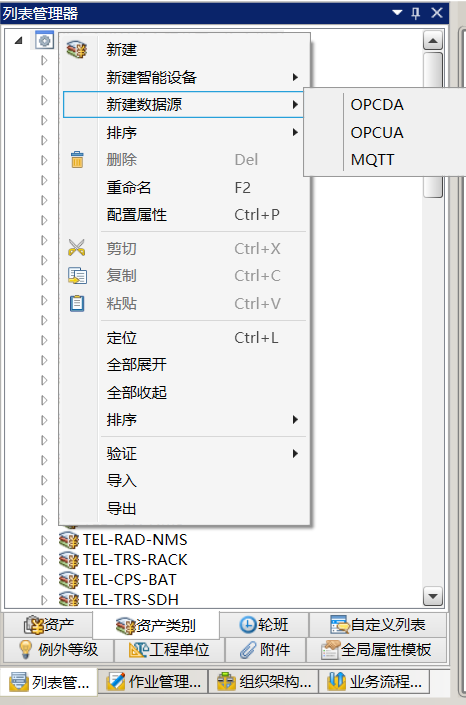 列表管理器
新建
新建智能设备
新建数据源
OPCDA
OPCUA
MQTT
排序
删除 Del
重命名 F2
配置属性 Ctrl+P
剪切 Ctrl+X
复制 Ctrl+C
粘贴 Ctrl+V
定位 Ctrl+L
全部展开
全部收起
排序
验证
导入
导出
TEL-RAD-NMS
TEL-TRS-RACK
TEL-CPS-BAT
TEL-TRS-SDH
资产 资产类别 轮班 自定义列表
例外等级 工程单位 附件 全局属性模板
列表管... 作业管理... 组织架构... 业务流程...